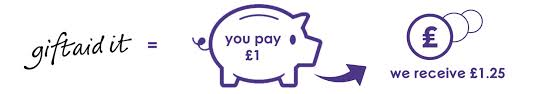 giftaid it =
you pay
£1
£
we receive £1.25